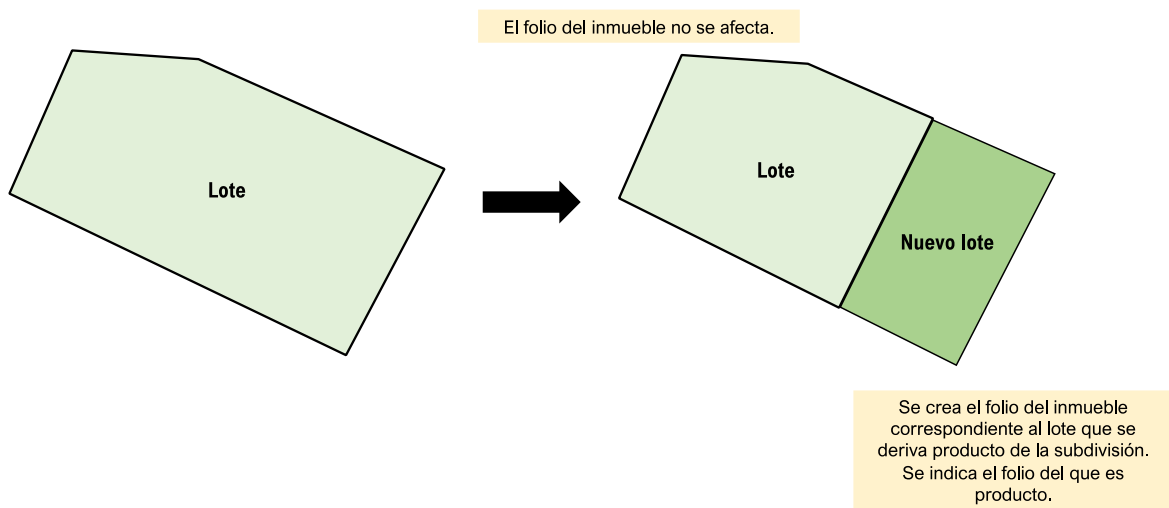 El folio del inmueble no se afecta.
Lote
Lote
Nuevo lote
Se crea el folio del inmueble
correspondiente al lote que se
deriva producto de la subdivisión.
Se indica el folio del que es
producto.